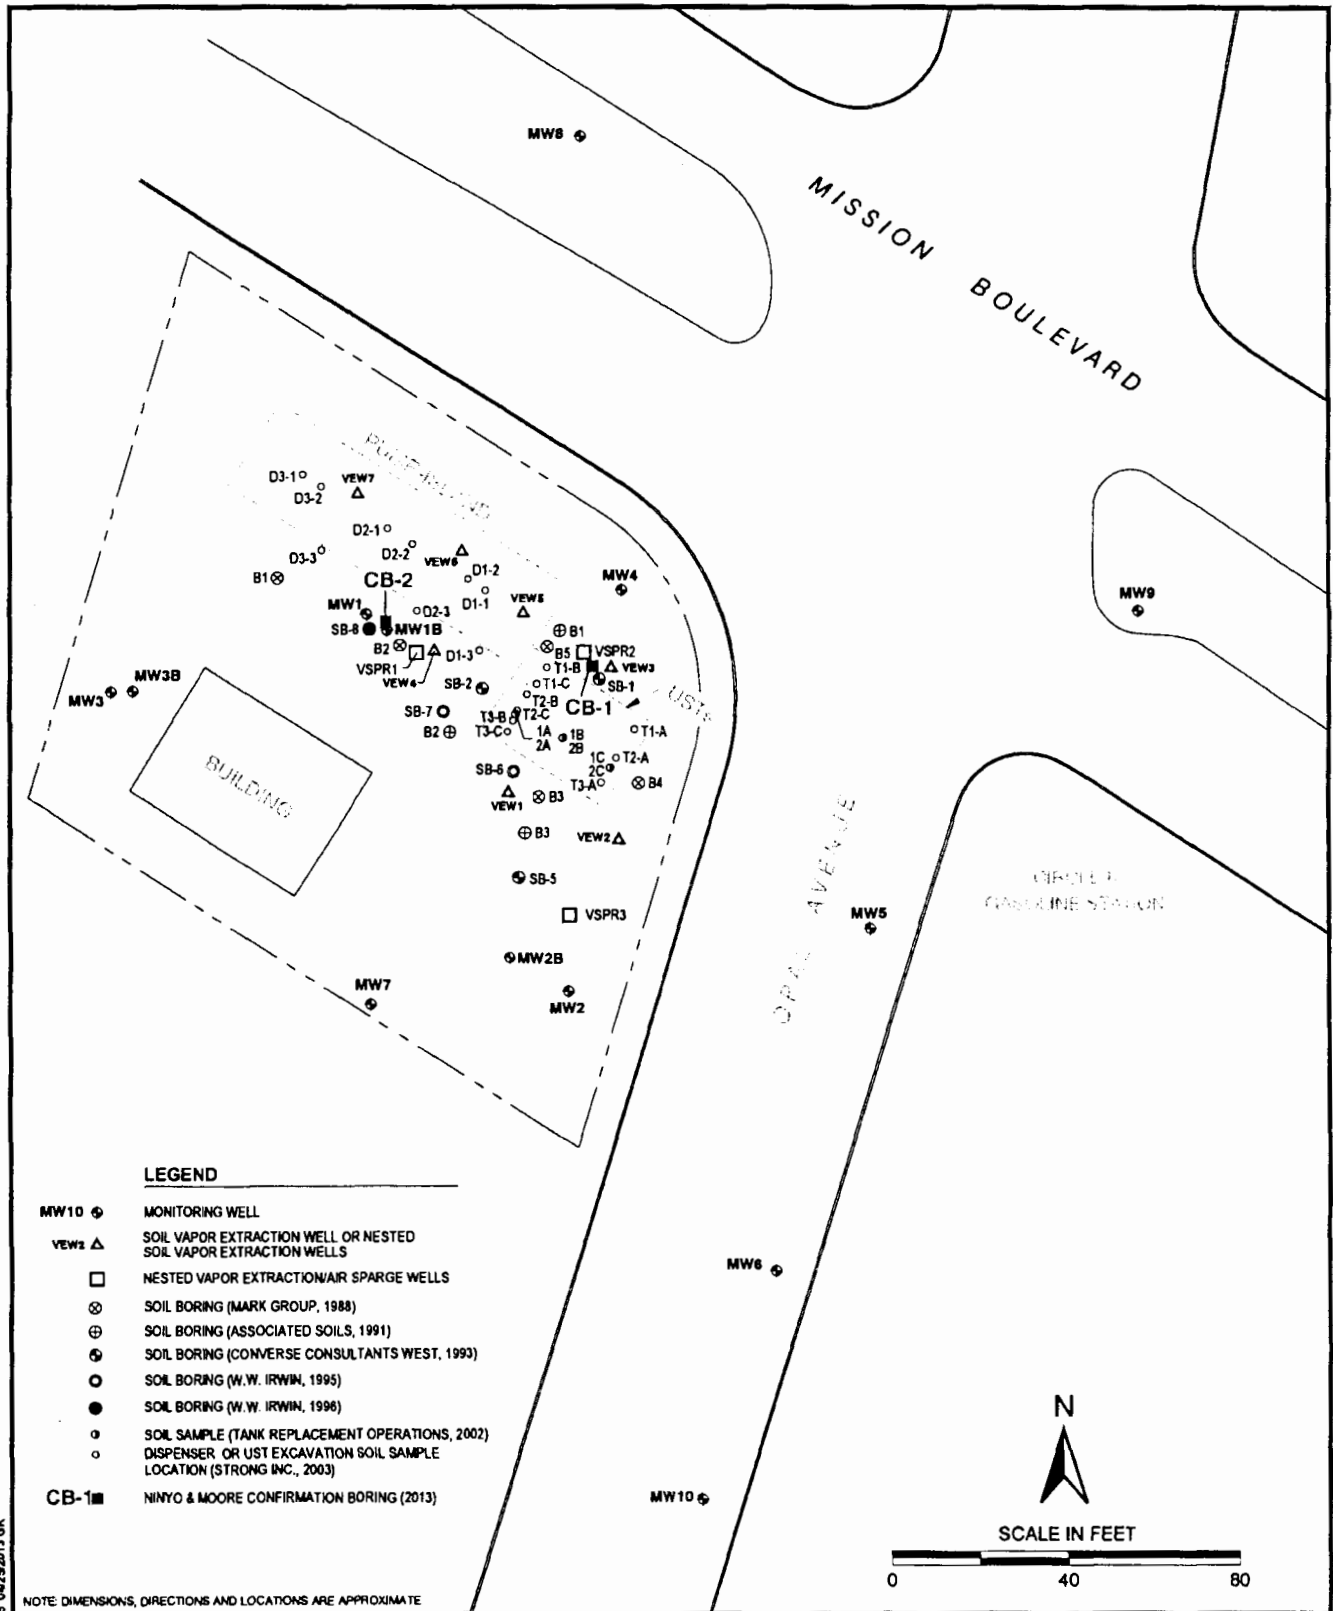 MW8
MISSION BOULEVARD
PUMP ISLAND
D3-1
VEW7
D3-2
D2-1
D3-3
D2-2
VEW6
B1
CB-2
D1-2
MW4
MW9
MW1
D2-3
D1-1
VEW5
SB-8
MW1B
B1
B2
B5
VSPR2
VSPR1
D1-3
T1-B
VEW3
MW3B
VEW4
SB-2
T1-C
SB-1
MW3
T2-B
USTs
SB-7
T3-B
T2-C
CB-1
B2
T3-C
1A
2A
1B
2B
T1-A
BUILDING
SB-6
1C
2C
T2-A
T3-A
B4
VEW1
B3
B3
VEW2
OPAL AVENUE
SB-5
CIRCLE K
GASOLINE STATION
VSPR3
MW5
MW2B
MW7
MW2
MW6
MW10
LEGEND
MW10 MONITORING WELL
VEW2 SOIL VAPOR EXTRACTION WELL OR NESTED
SOIL VAPOR EXTRACTION WELLS
NESTED VAPOR EXTRACTION/AIR SPARGE WELLS
SOIL BORING (MARK GROUP, 1988)
SOIL BORING (ASSOCIATED SOILS, 1991)
SOIL BORING (CONVERSE CONSULTANTS WEST, 1993)
SOIL BORING (W.W. IRWIN, 1995)
SOIL BORING (W.W. IRWIN, 1996)
SOIL SAMPLE (TANK REPLACEMENT OPERATIONS, 2002)
DISPENSER OR UST EXCAVATION SOIL SAMPLE
LOCATION (STRONG INC., 2003)
CB-1 NINYO & MOORE CONFIRMATION BORING (2013)
N
SCALE IN FEET
0 40 80
NOTE: DIMENSIONS, DIRECTIONS AND LOCATIONS ARE APPROXIMATE